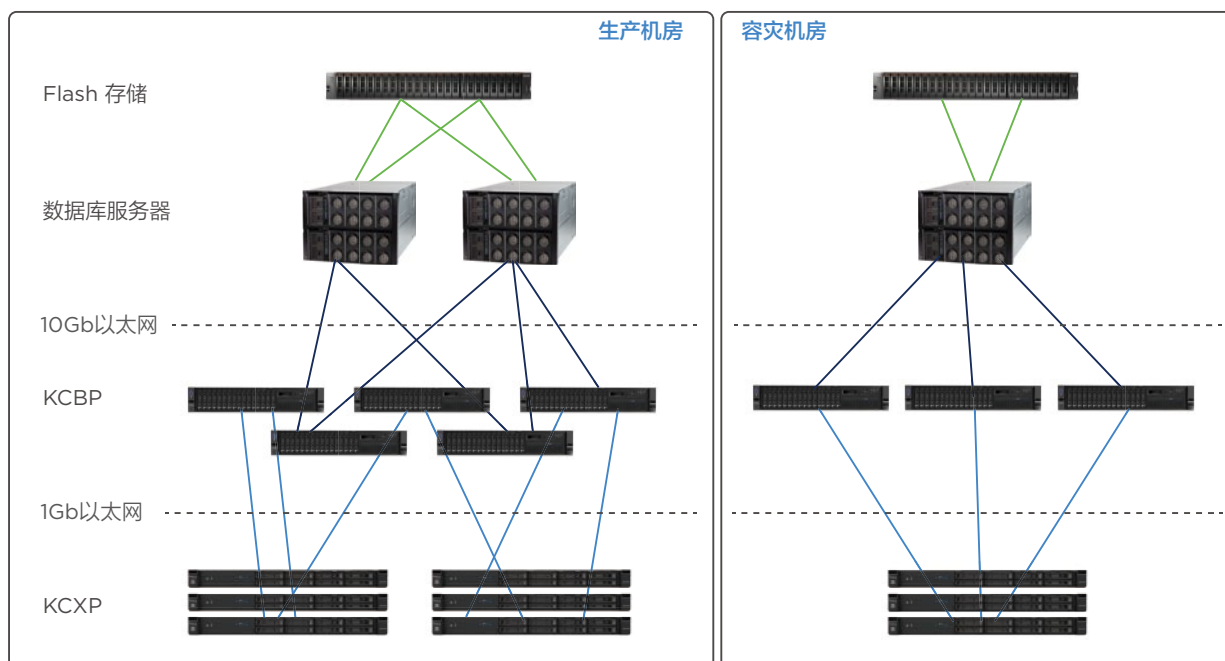 生产机房
容灾机房
Flash 存储
数据库服务器
10Gb以太网
KCBP
1Gb以太网
KCXP